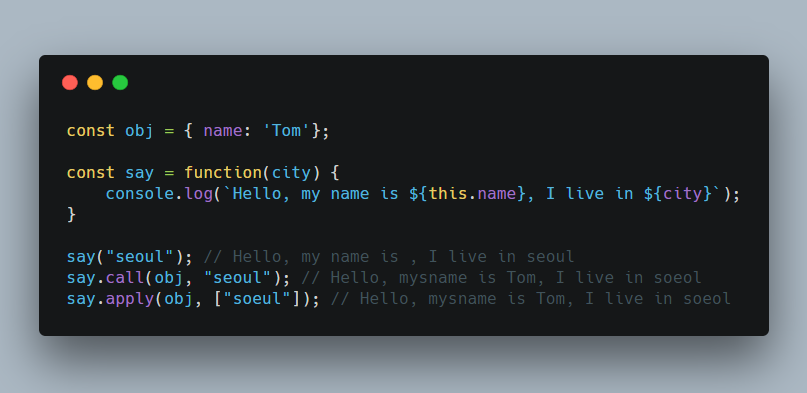 const obj = { name: 'Tom'};
const say = function(city) {
    console.log(`Hello, my name is ${this.name}, I live in ${city}`);
}
say("seoul"); // Hello, my name is , I live in seoul
say.call(obj, "seoul"); // Hello, mysname is Tom, I live in soeol
say.apply(obj, ["soeul"]); // Hello, mysname is Tom, I live in soeol